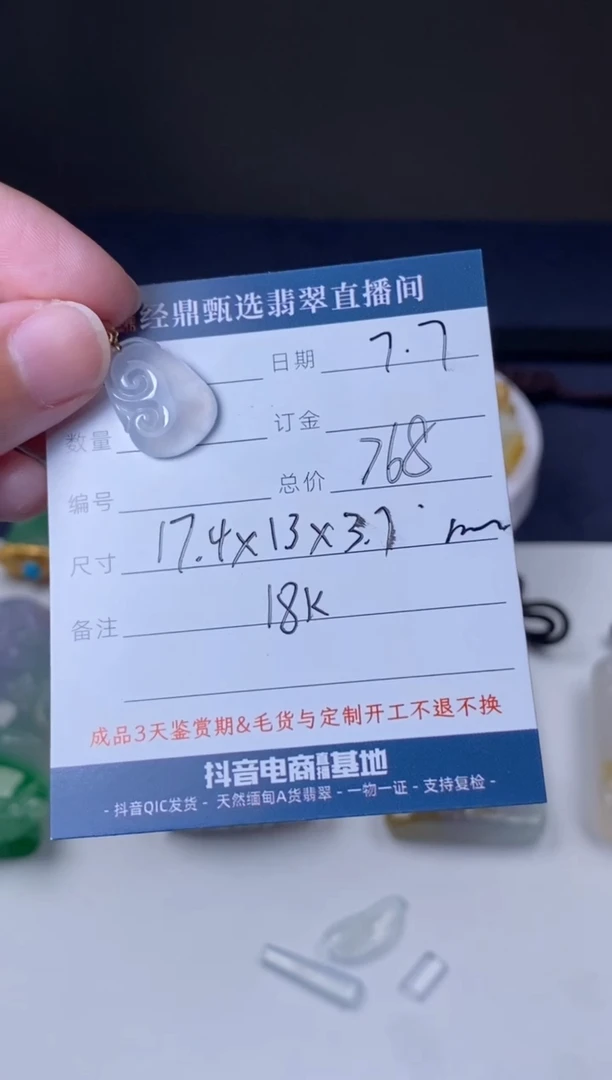 经鼎甄选翡翠直播间
日期 7.7
数量 订金
编号 总价 768
尺寸 17.4x13x3.7 mm
备注 18K
成品3天鉴赏期&毛货与定制开工不退不换
抖音电商直播基地
- 抖音QIC发货 - 天然缅甸A货翡翠 - 一物一证 - 支持复检 -